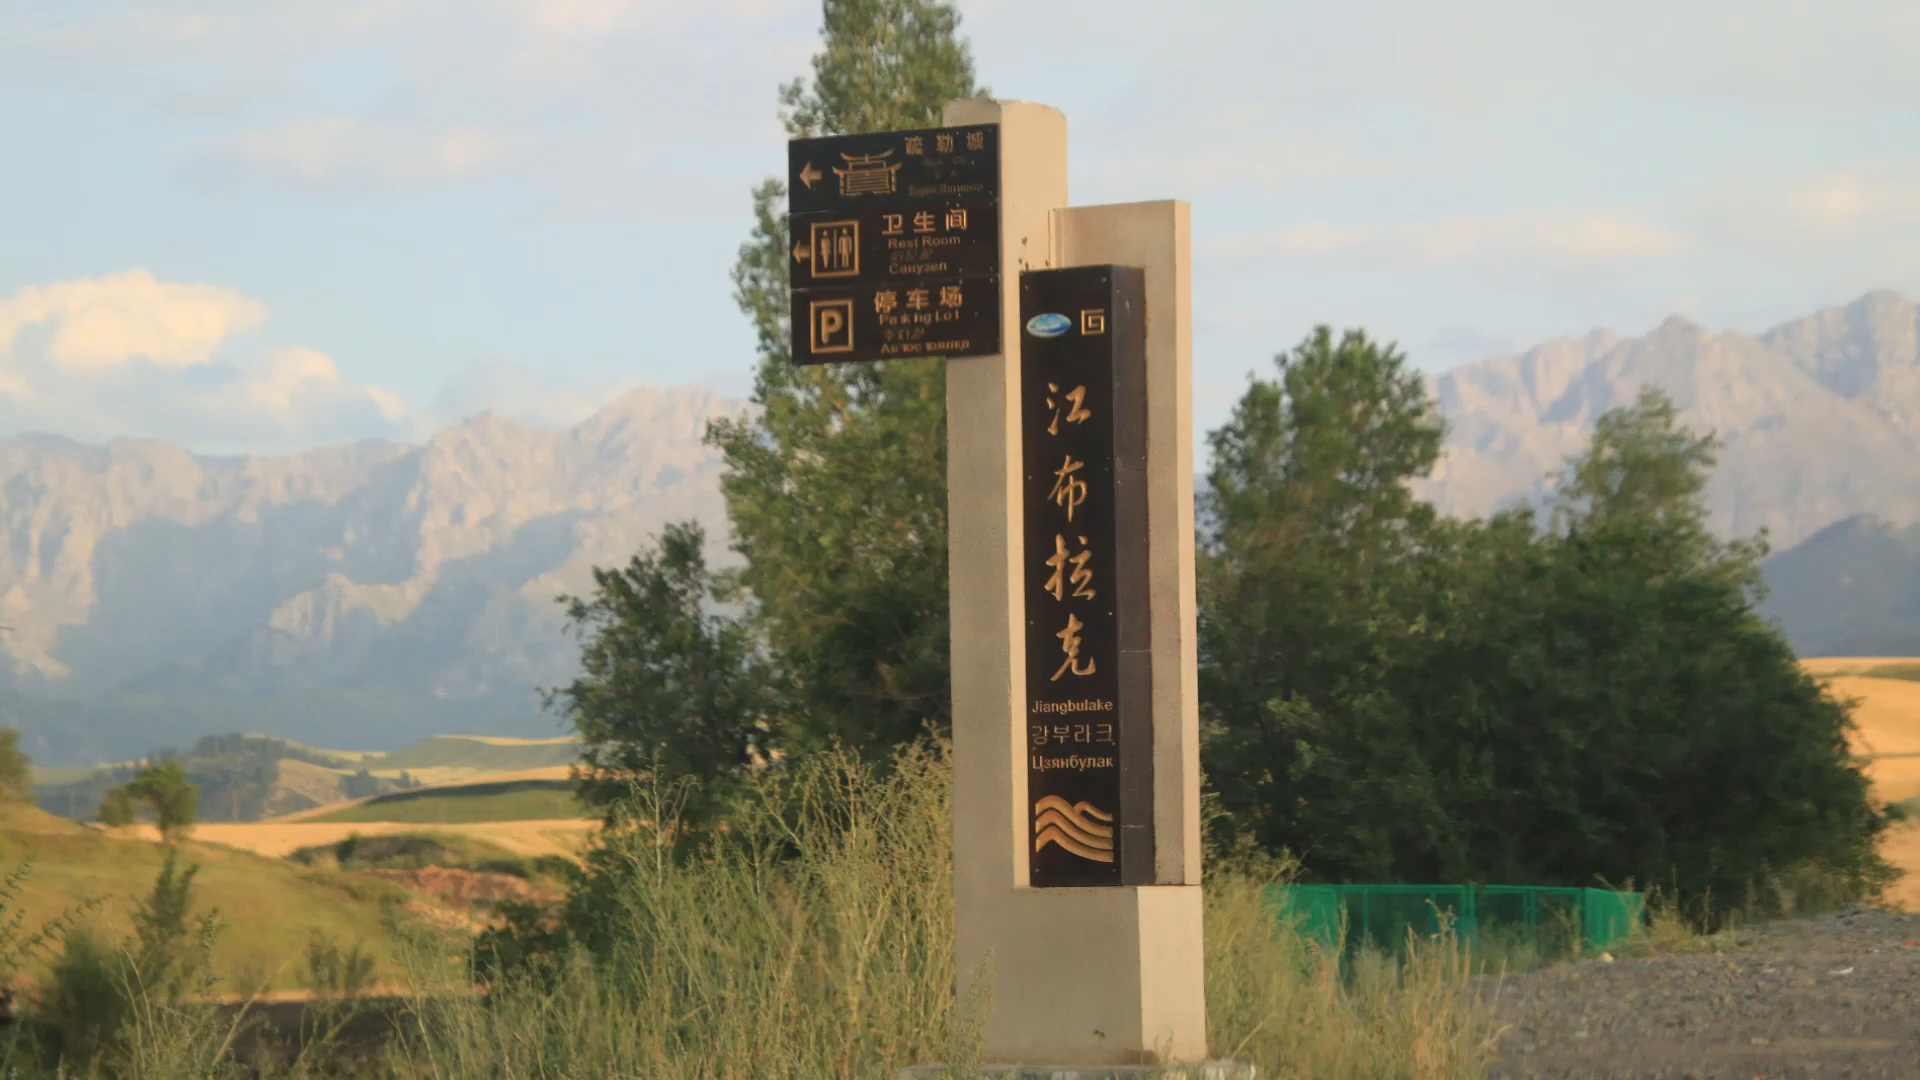 疏勒城
卫生间
Rest Room
Санузел
P
停车场
Parking Lot
Автостоянка
江布拉克
Jiangbulake
강부라크
Цзянбулак